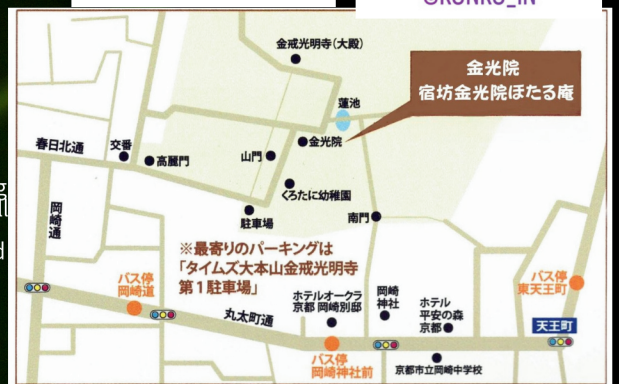 @KONKO_IN
金戒光明寺(大殿)
金光院
宿坊金光院ほたる庵
蓮池
金光院
春日北通
交番
高麗門
山門
くろたに幼稚園
岡崎通
駐車場
南門
※最寄りのパーキングは
「タイムズ大本山金戒光明寺
第1駐車場」
バス停
岡崎道
丸太町通
ホテルオークラ
京都 岡崎別邸
岡崎
神社
ホテル
平安の森
京都
バス停
東天王町
天王町
バス停
岡崎神社前
京都市立岡崎中学校